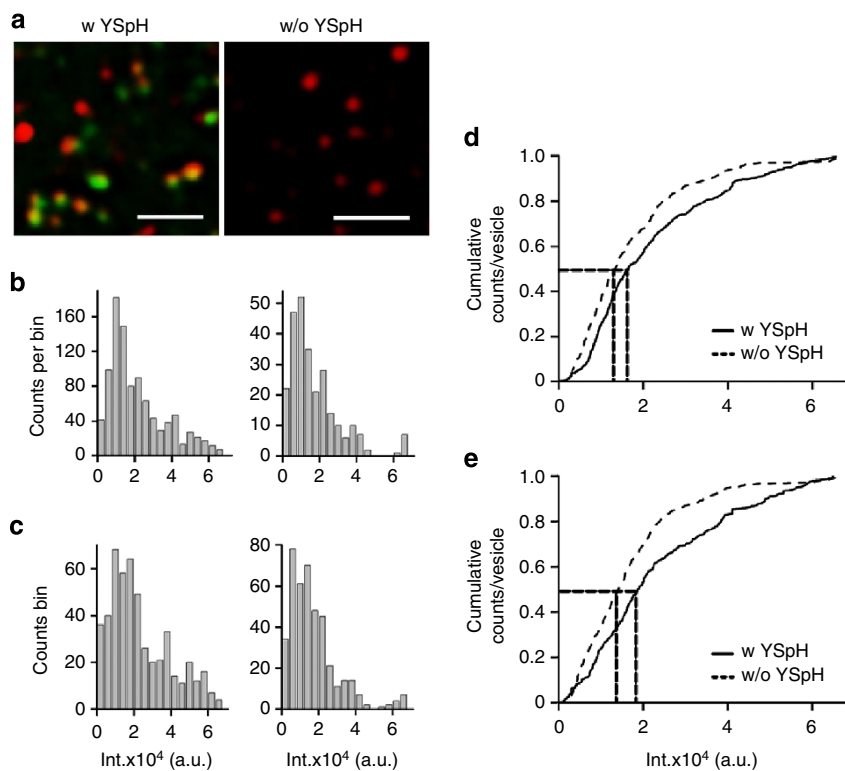 a
w YSpH
w/o YSpH
b
Counts per bin
160
120
80
40
0
0 2 4 6
50
40
30
20
10
0
0 2 4 6
c
Counts bin
60
40
20
0
0 2 4 6
Int.x10⁴ (a.u.)
80
60
40
20
0
0 2 4 6
Int.x10⁴ (a.u.)
d
Cumulative
counts/vesicle
1.0
0.8
0.6
0.4
0.2
0
w YSpH
w/o YSpH
0 2 4 6
e
Cumulative
counts/vesicle
1.0
0.8
0.6
0.4
0.2
0
w YSpH
w/o YSpH
0 2 4 6
Int.x10⁴ (a.u.)